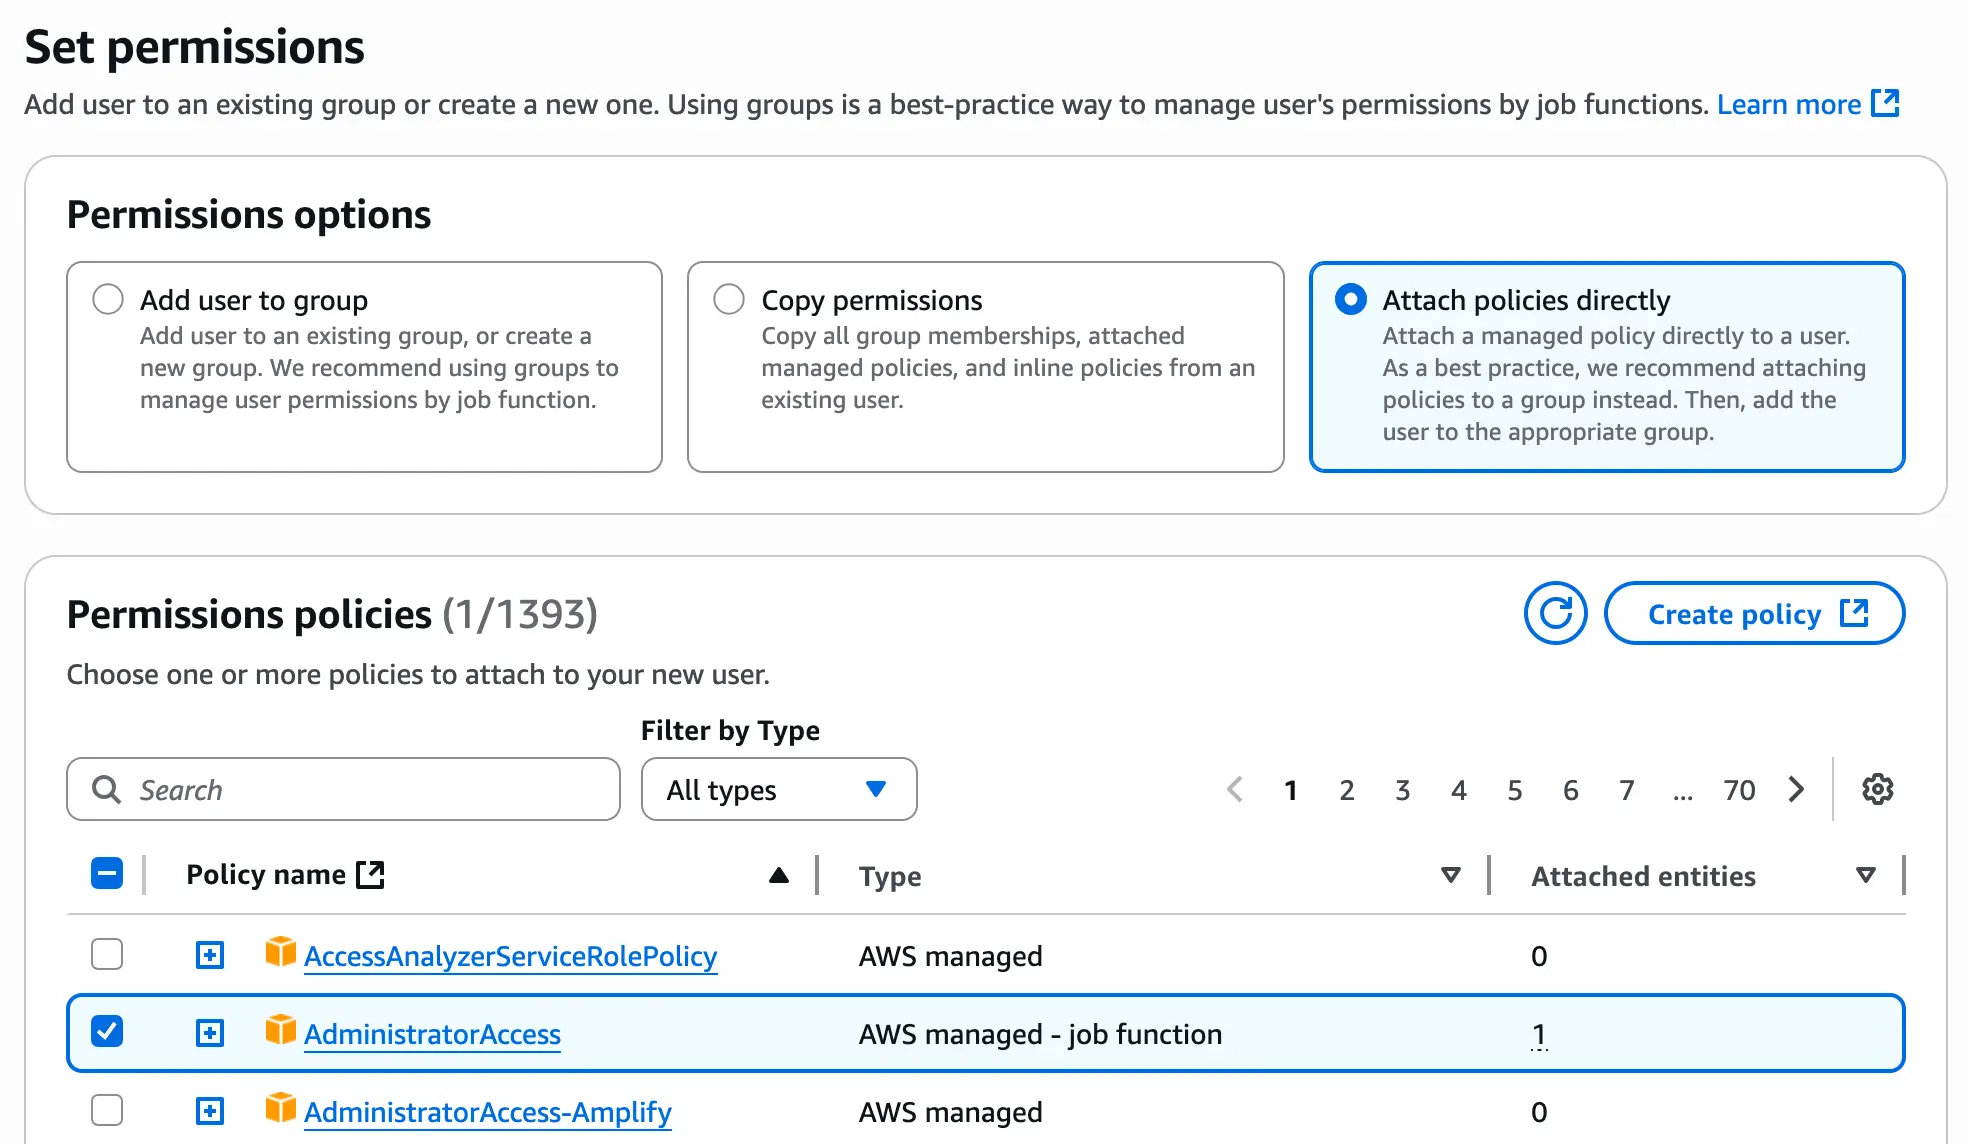 Set permissions
Add user to an existing group or create a new one. Using groups is a best-practice way to manage user's permissions by job functions. Learn more
Permissions options
Add user to group
Add user to an existing group, or create a
new group. We recommend using groups to
manage user permissions by job function.
Copy permissions
Copy all group memberships, attached
managed policies, and inline policies from an
existing user.
Attach policies directly
Attach a managed policy directly to a user.
As a best practice, we recommend attaching
policies to a group instead. Then, add the
user to the appropriate group.
Permissions policies (1/1393)
Create policy
Choose one or more policies to attach to your new user.
Filter by Type
Search
All types
1 2 3 4 5 6 7 ... 70
Policy name Type Attached entities
AccessAnalyzerServiceRolePolicy AWS managed 0
AdministratorAccess AWS managed - job function 1
AdministratorAccess-Amplify AWS managed 0